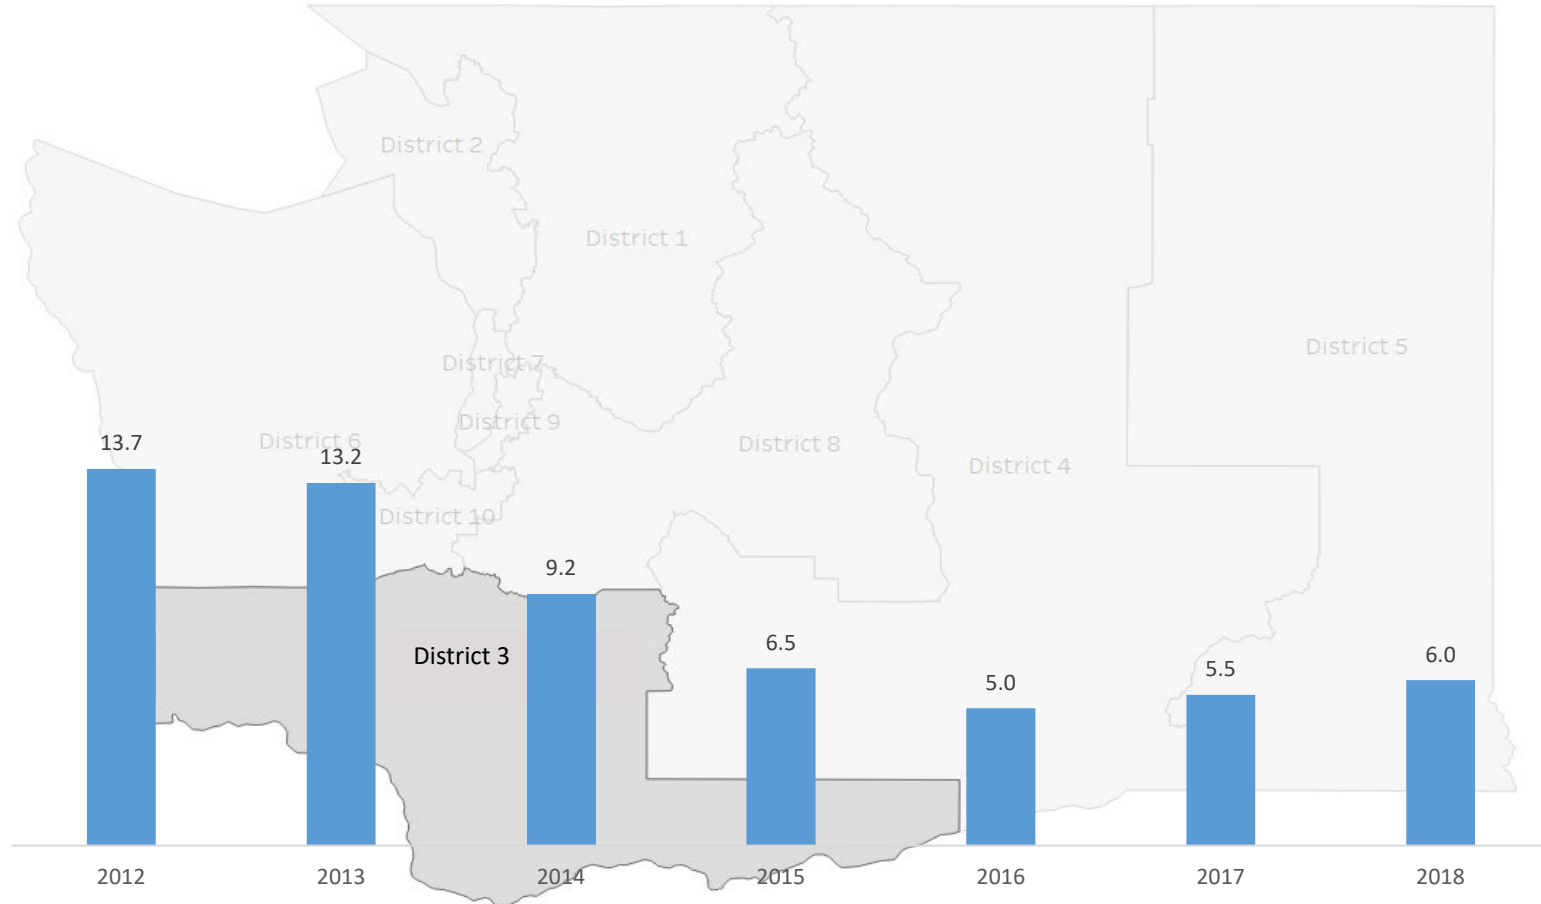 District 2
District 1
District 5
District 7
District 9
District 6
District 8
District 4
District 10
District 3
13.7
13.2
9.2
6.5
5.0
5.5
6.0
2012
2013
2014
2015
2016
2017
2018